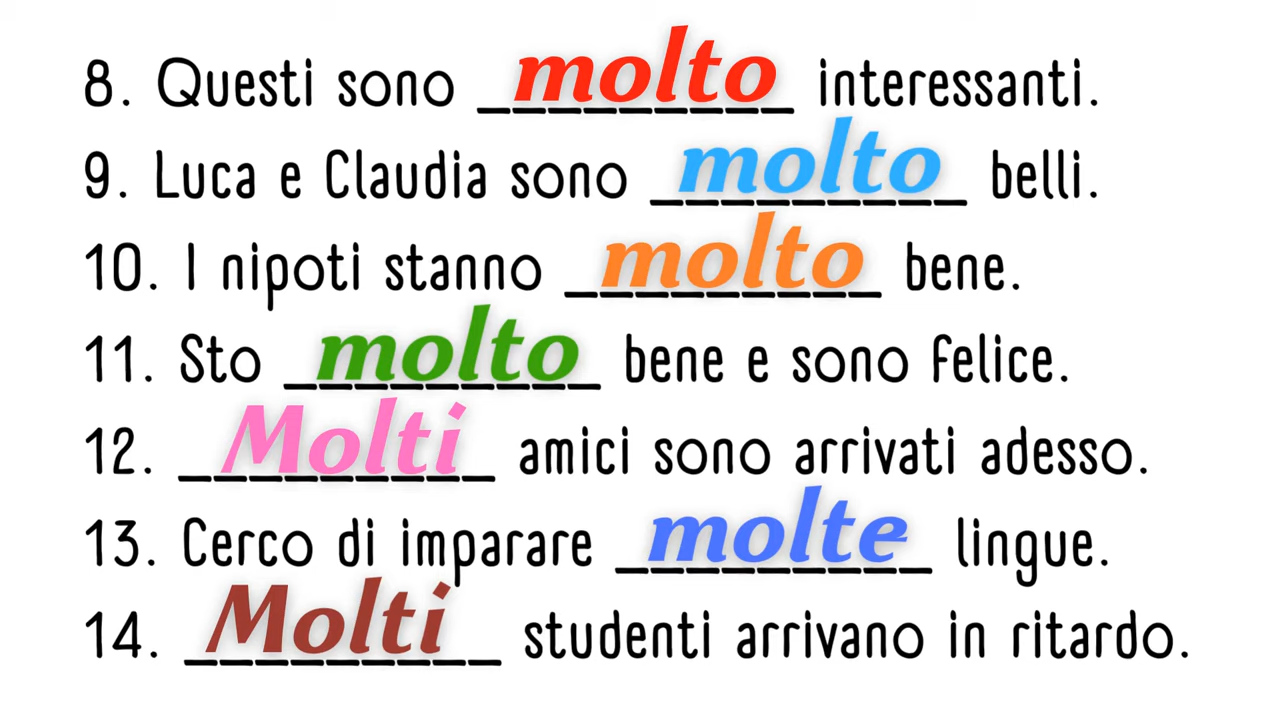 8. Questi sono molto interessanti.
9. Luca e Claudia sono molto belli.
10. I nipoti stanno molto bene.
11. Sto molto bene e sono felice.
12. Molti amici sono arrivati adesso.
13. Cerco di imparare molte lingue.
14. Molti studenti arrivano in ritardo.